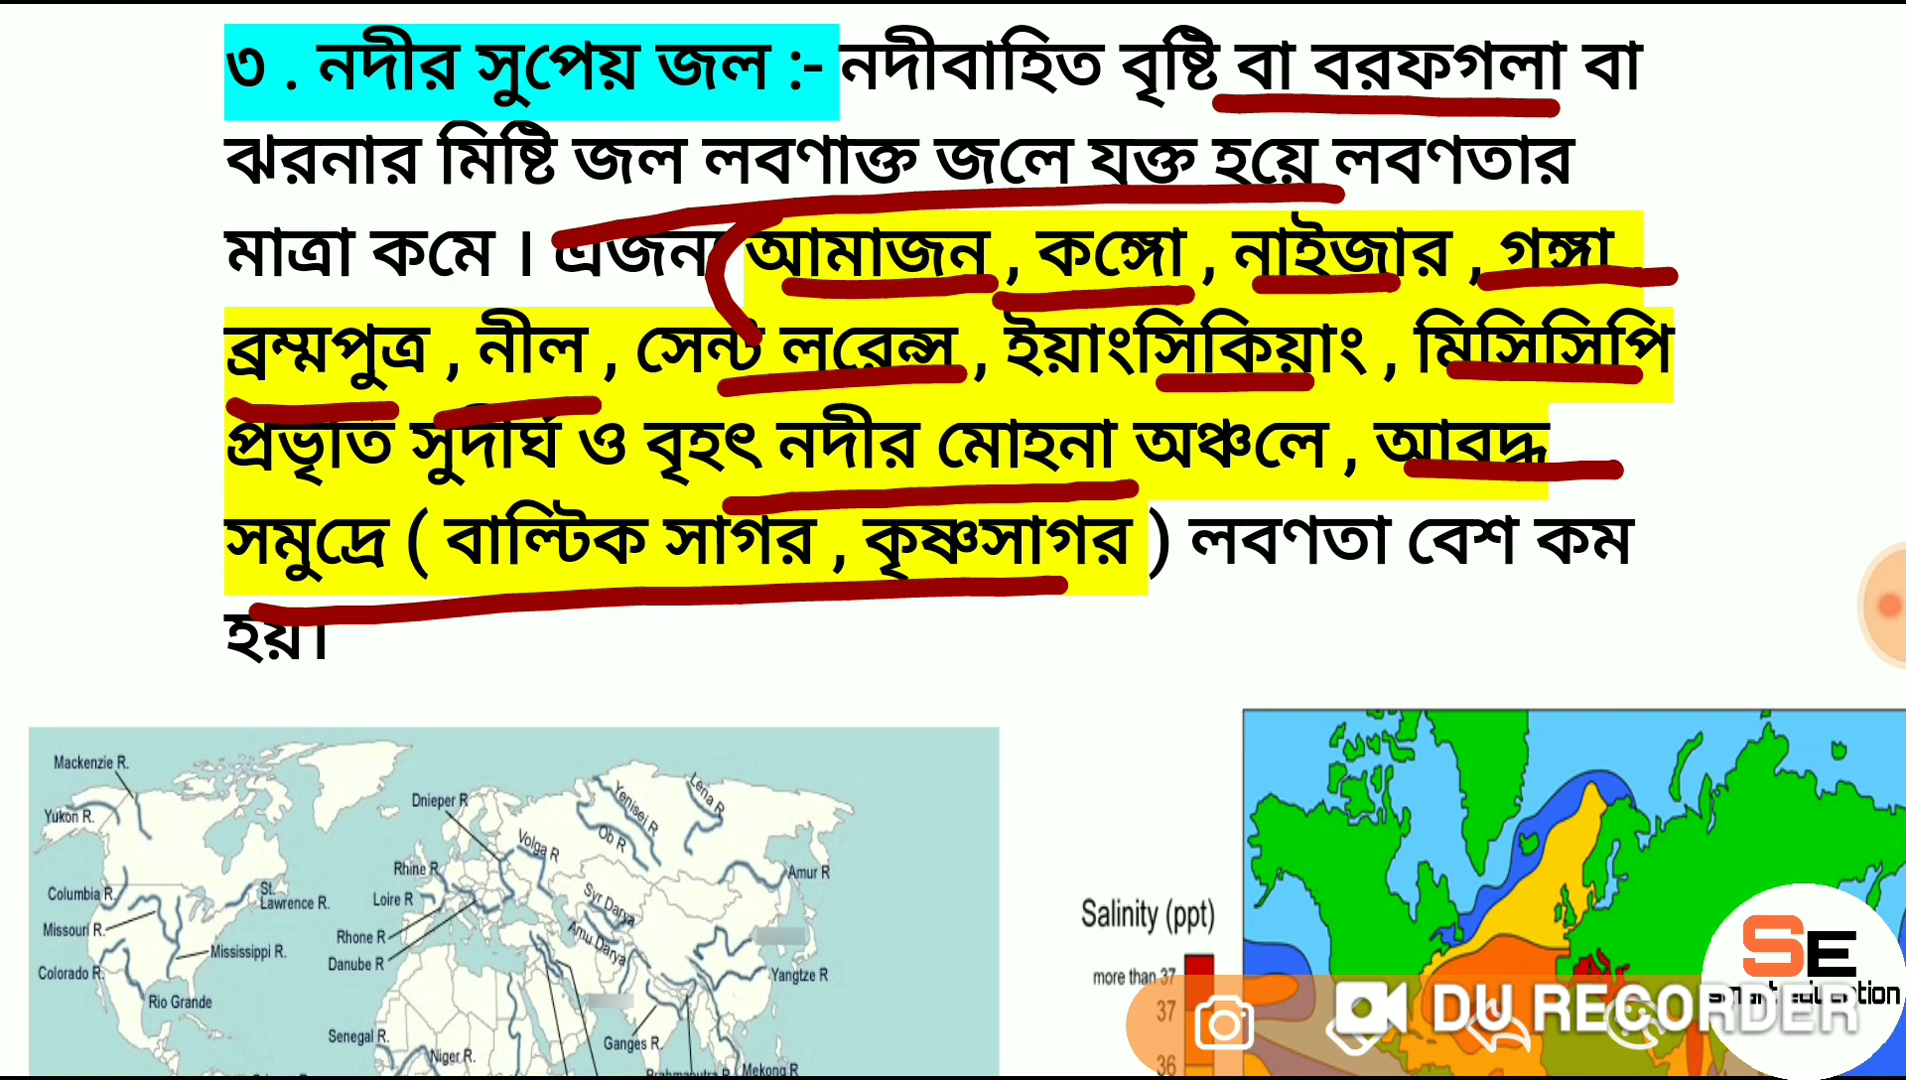 ৩ . নদীর সুপেয় জল :- নদীবাহিত বৃষ্টি বা বরফগলা বা
ঝরনার মিষ্টি জল লবণাক্ত জলে যুক্ত হয়ে লবণতার
মাত্রা কমে । এজন্য আমাজন , কঙ্গো , নাইজার , গঙ্গা ,
ব্রম্মপুত্র , নীল , সেন্ট লরেন্স , ইয়াংসিকিয়াং , মিসিসিপি
প্রভৃতি সুদীর্ঘ ও বৃহৎ নদীর মোহনা অঞ্চলে , আবদ্ধ
সমুদ্রে ( বাল্টিক সাগর , কৃষ্ণসাগর ) লবণতা বেশ কম
হয়।
Mackenzie R.
Yukon R.
Columbia R.
Missouri R.
Colorado R.
Rio Grande
Mississippi R.
St.
Lawrence R.
Dnieper R
Rhine R
Loire R
Rhone R
Danube R
Senegal R.
Niger R.
Volga R
Yenisei R
Ob R
Lena R
Syr Darya
Amu Darya
Amur R
Yangtze R
Ganges R.
Brahmaputra R
Mekong R
Salinity (ppt)
more than 37
37
36
SE
smart education
DU RECORDER